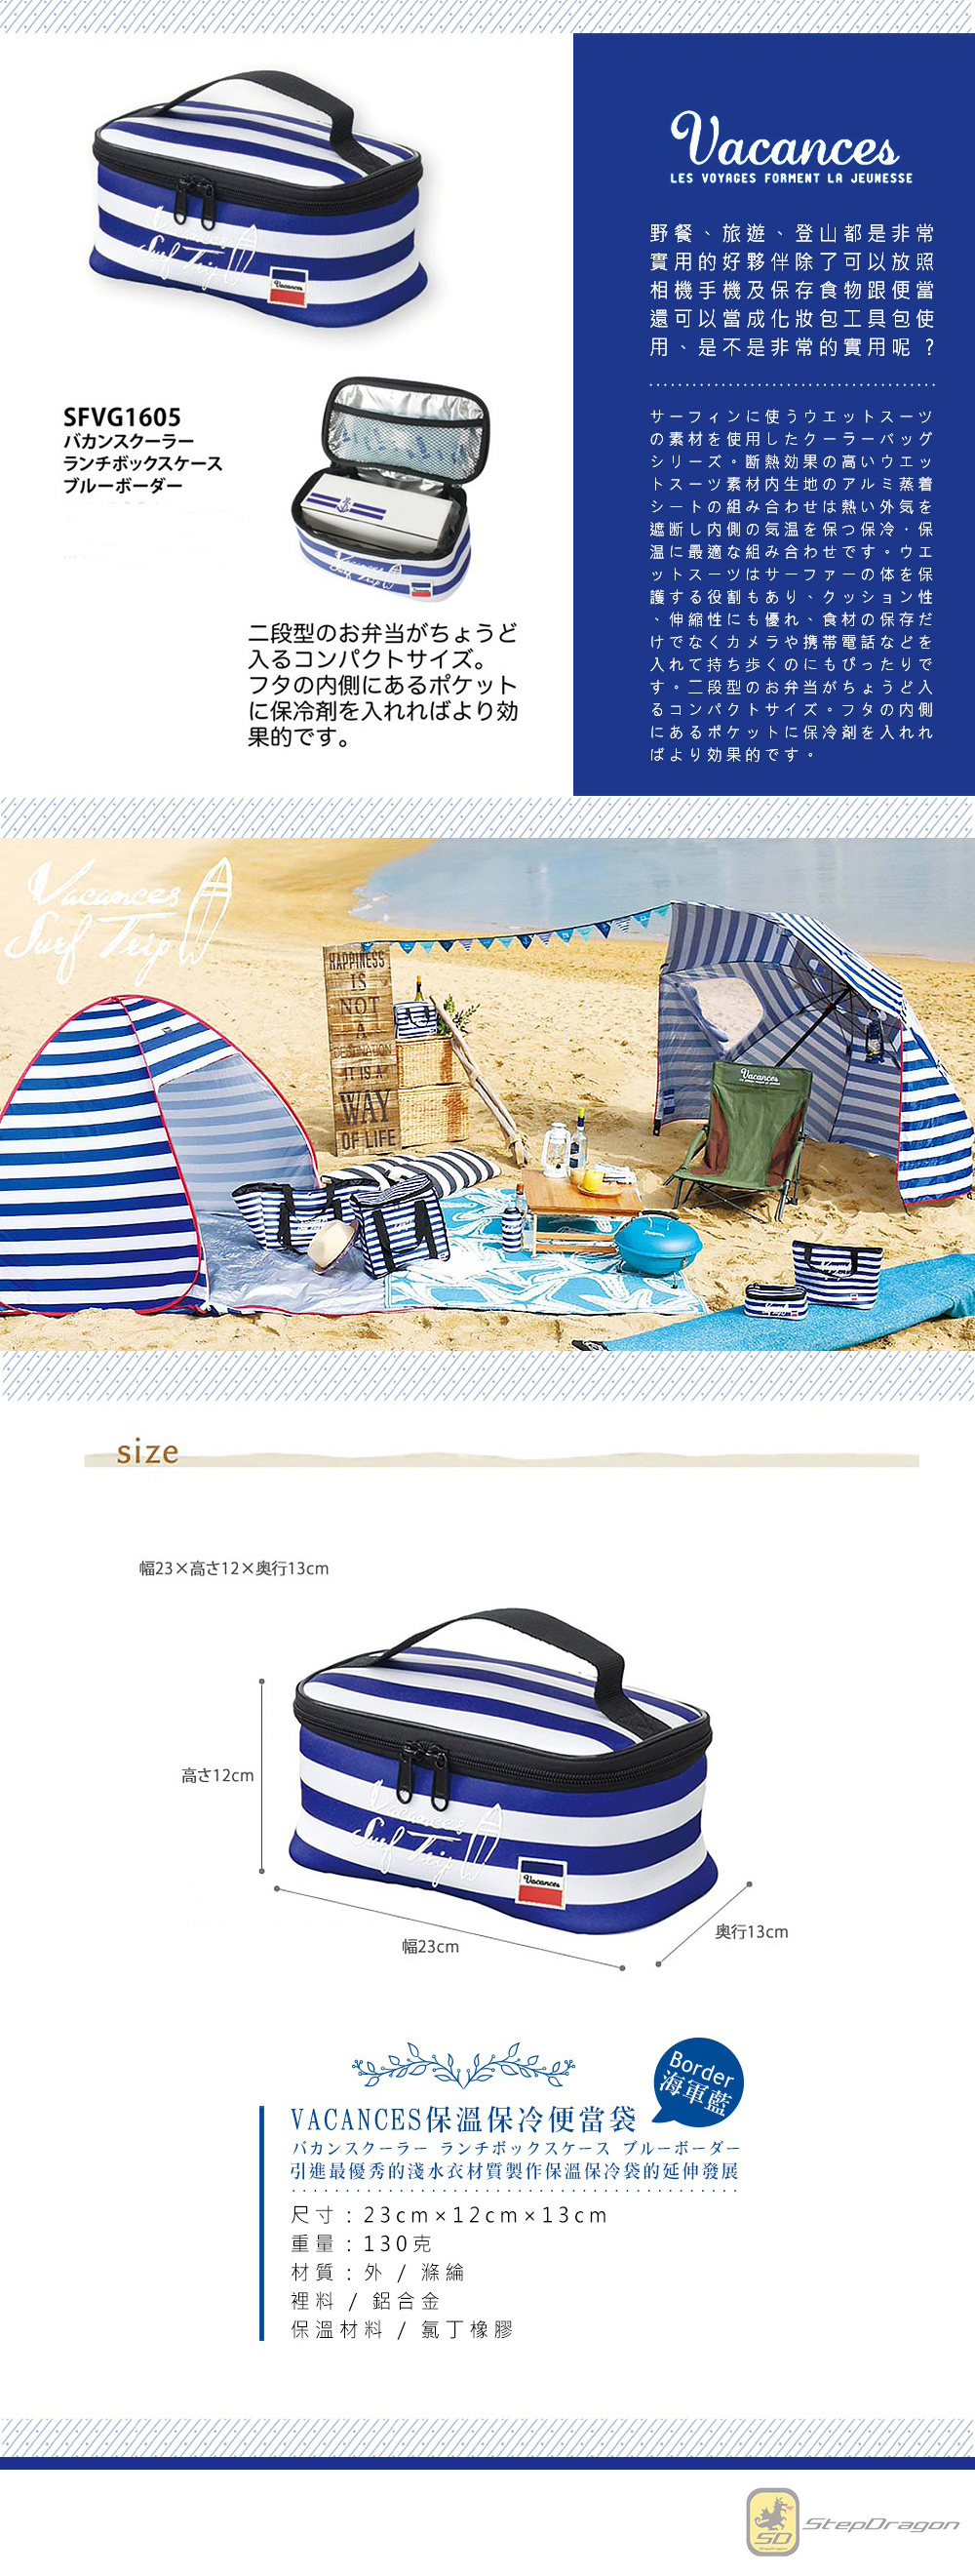 Vacances
LES VOYAGES FORMENT LA JEUNESSE
野餐、旅遊、登山都是非常
實用的好夥伴除了可以放照
相機手機及保存食物跟便當
還可以當成化妝包工具包使
用、是不是非常的實用呢？
サーフィンに使うウエットスーツ
の素材を使用したクーラーバッグ
シリーズ。断熱効果の高いウエッ
トスーツ素材内生地のアルミ蒸着
シートの組み合わせは熱い外気を
遮断し内側の気温を保つ保冷・保
温に最適な組み合わせです。ウエ
ットスーツはサーファーの体を保
護する役割もあり、クッション性
、伸縮性にも優れ、食材の保存だ
けでなくカメラや携帯電話などを
入れて持ち歩くのにもぴったりで
す。二段型のお弁当がちょうど入
るコンパクトサイズ。フタの内側
にあるポケットに保冷剤を入れれ
ばより効果的です。
Vacances
Surf Trip
Vacances
SFVG1605
バカンスクーラー
ランチボックスケース
ブルーボーダー
二段型のお弁当がちょうど
入るコンパクトサイズ。
フタの内側にあるポケット
に保冷剤を入れればより効
果的です。
Vacances
Surf Trip
HAPPINESS
IS
NOT
A
DESTINATION
IT IS A
WAY
OF LIFE
Vacances
size
幅23×高さ12×奥行13cm
高さ12cm
Vacances
Surf Trip
Vacances
幅23cm
奥行13cm
Border
海軍藍
VACANCES保溫保冷便當袋
バカンスクーラー ランチボックスケース ブルーボーダー
引進最優秀的淺水衣材質製作保溫保冷袋的延伸發展
尺寸：23cm×12cm×13cm
重量：130克
材質：外 / 滌綸
裡料 / 鋁合金
保溫材料 / 氯丁橡膠
SD
StepDragon